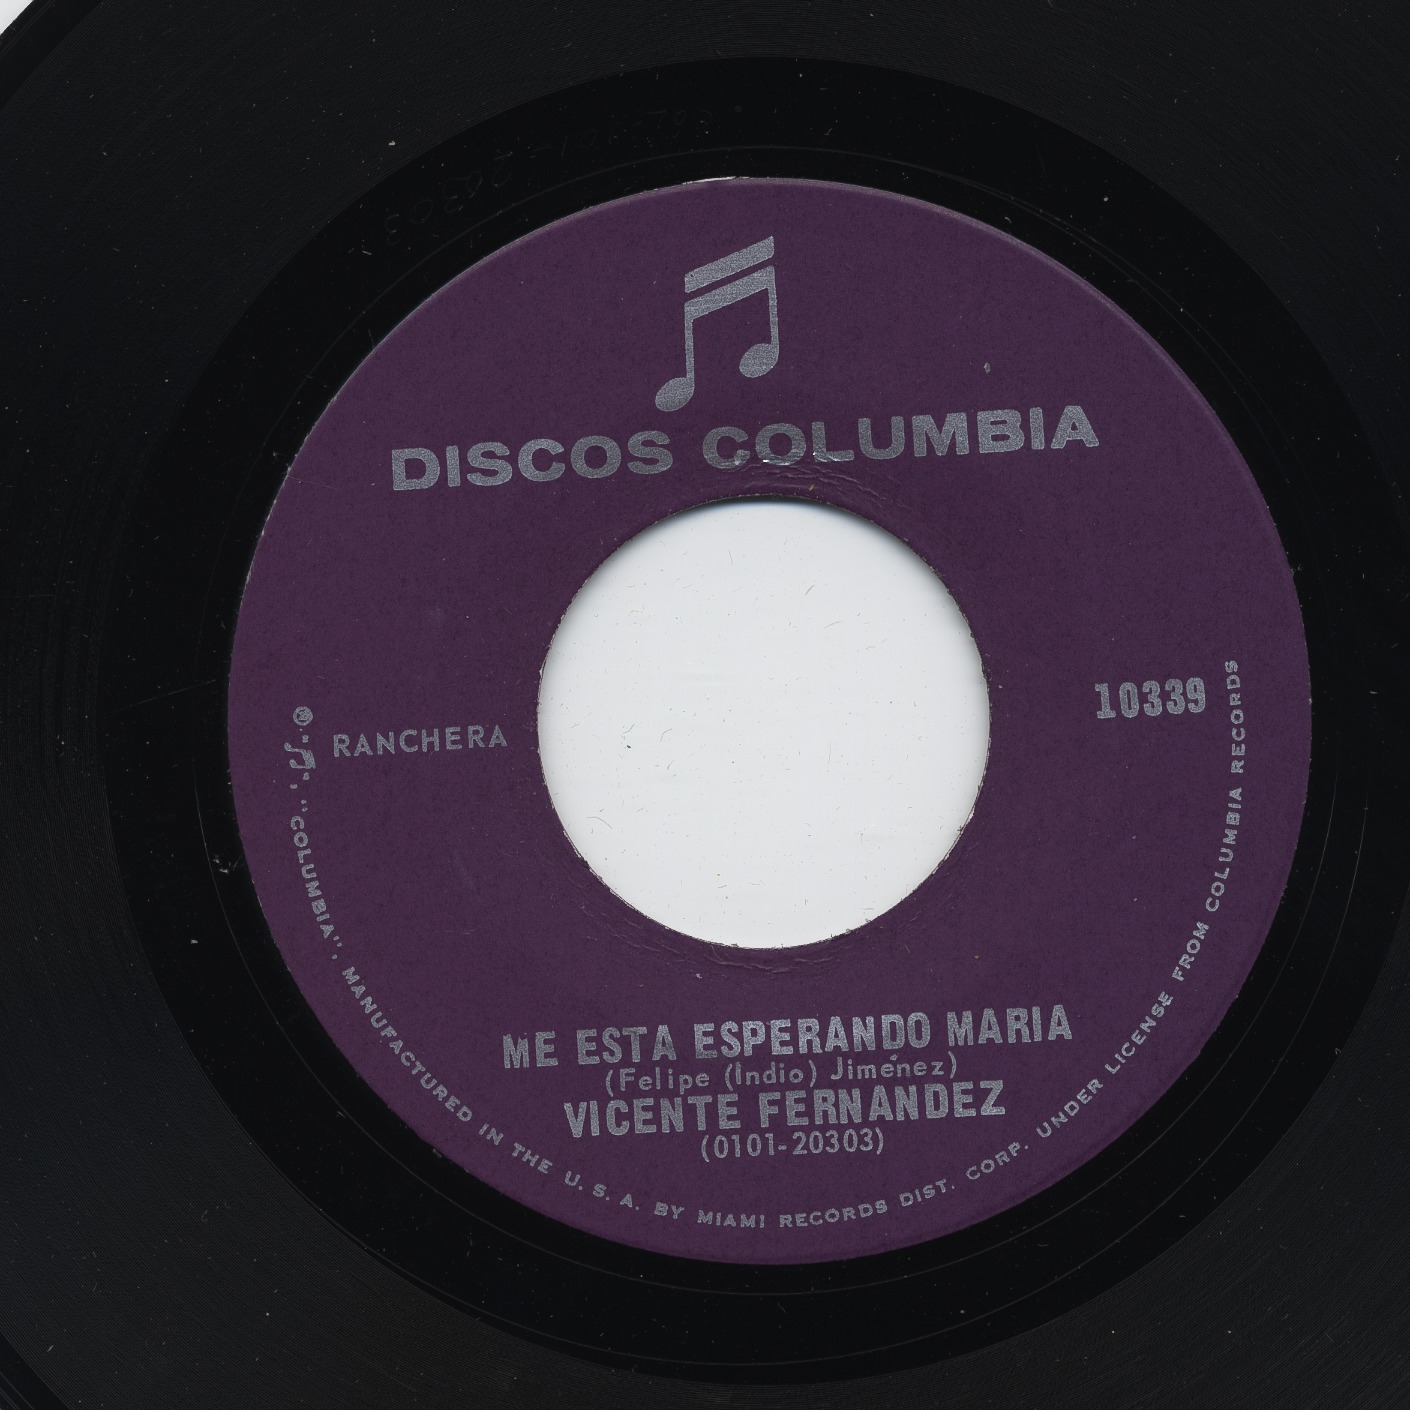 DISCOS COLUMBIA
RANCHERA
10339
ME ESTA ESPERANDO MARIA
(Felipe (Indio) Jiménez)
VICENTE FERNANDEZ
(0101-20303)
® "♫", "COLUMBIA", MANUFACTURED IN THE U. S. A. BY MIAMI RECORDS DIST. CORP. UNDER LICENSE FROM COLUMBIA RECORDS